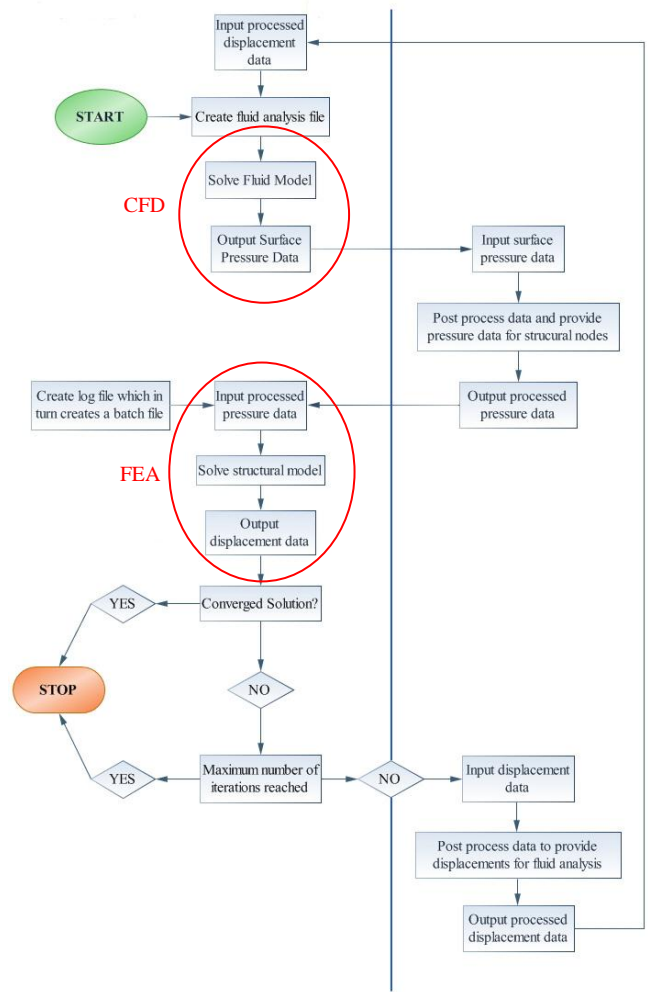 Input processed
displacement
data
START
Create fluid analysis file
Solve Fluid Model
CFD
Output Surface
Pressure Data
Input surface
pressure data
Post process data and provide
pressure data for strucural nodes
Create log file which in
turn creates a batch file
Input processed
pressure data
Output processed
pressure data
Solve structural model
FEA
Output
displacement data
YES
Converged Solution?
STOP
NO
YES
Maximum number of
iterations reached
NO
Input displacement
data
Post process data to provide
displacements for fluid analysis
Output processed
displacement data